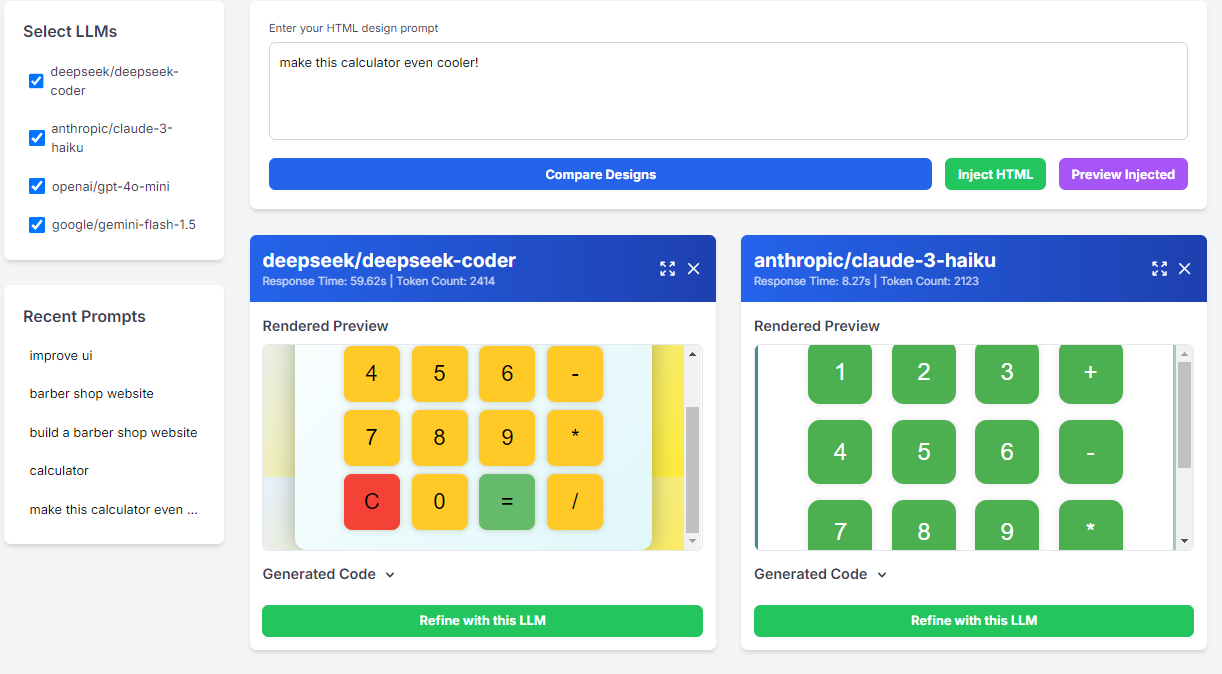 Select LLMs
deepseek/deepseek-
coder
anthropic/claude-3-
haiku
openai/gpt-4o-mini
google/gemini-flash-1.5
Recent Prompts
improve ui
barber shop website
build a barber shop website
calculator
make this calculator even ...
Enter your HTML design prompt
make this calculator even cooler!
Compare Designs
Inject HTML
Preview Injected
deepseek/deepseek-coder
Response Time: 59.62s | Token Count: 2414
Rendered Preview
4 5 6 -
7 8 9 *
C 0 = /
Generated Code
Refine with this LLM
anthropic/claude-3-haiku
Response Time: 8.27s | Token Count: 2123
Rendered Preview
1 2 3 +
4 5 6 -
7 8 9 *
Generated Code
Refine with this LLM